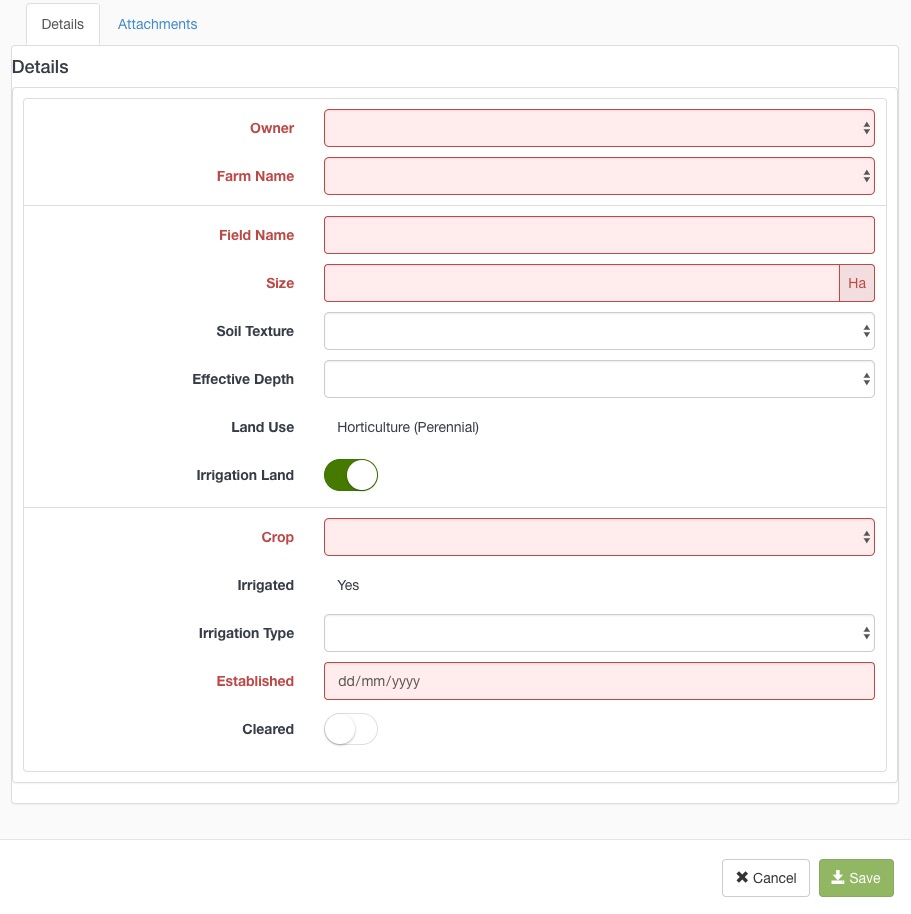 Details Attachments
Details
Owner
Farm Name
Field Name
Size Ha
Soil Texture
Effective Depth
Land Use Horticulture (Perennial)
Irrigation Land
Crop
Irrigated Yes
Irrigation Type
Established dd/mm/yyyy
Cleared
Cancel Save